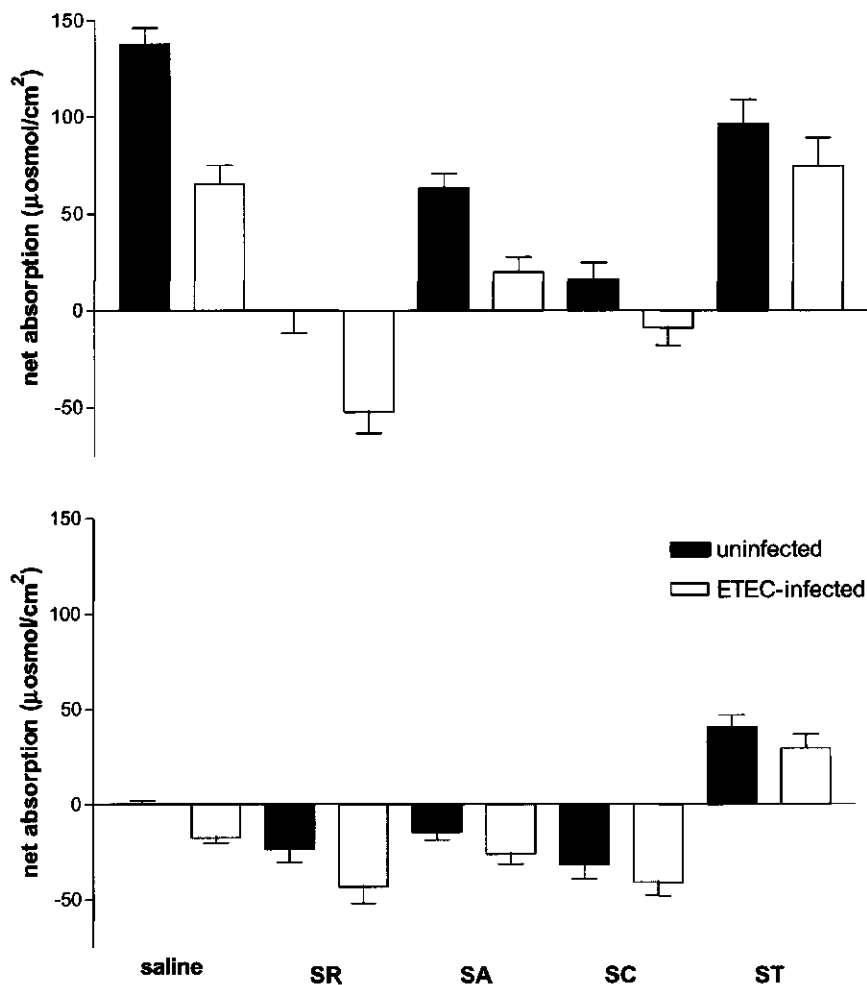 150
100
50
0
-50
net absorption (µosmol/cm²)
150
100
50
0
-50
net absorption (µosmol/cm²)
uninfected
ETEC-infected
saline SR SA SC ST